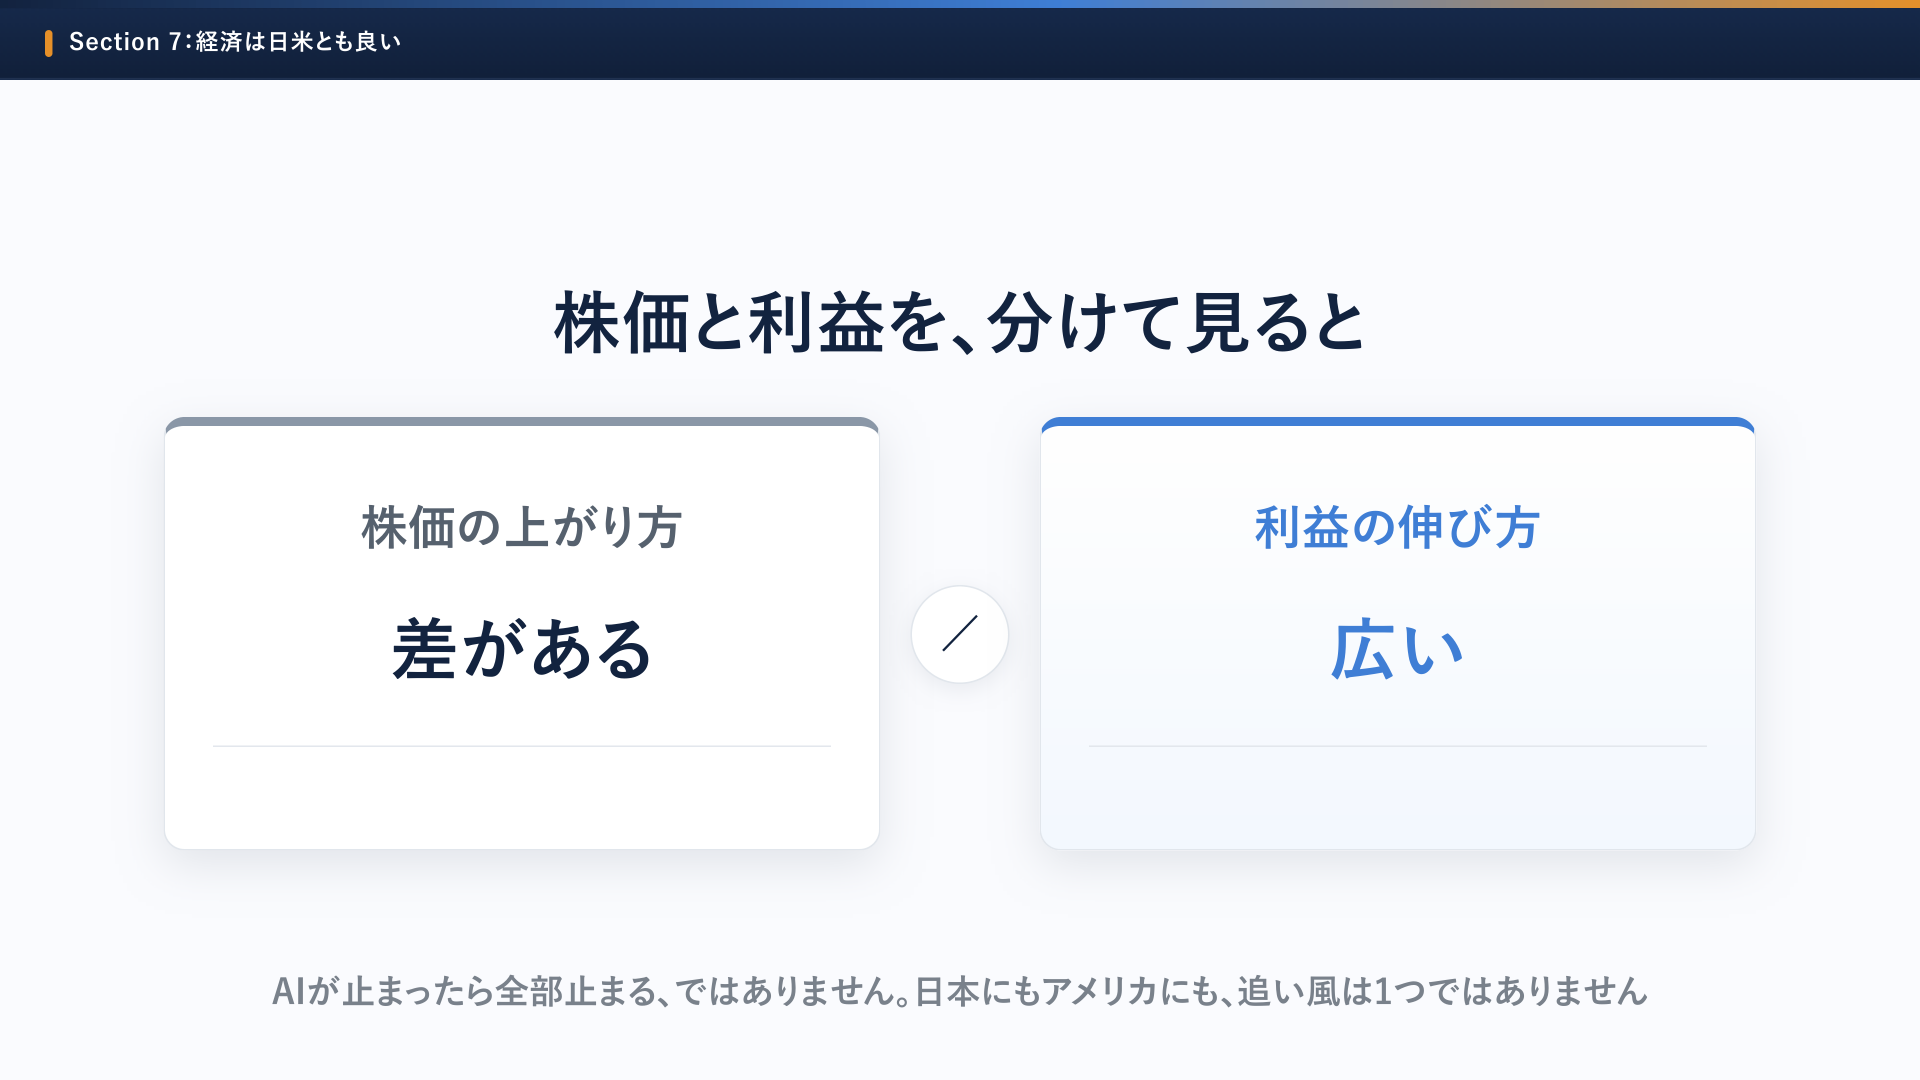 Section 7：経済は日米とも良い
株価と利益を、分けて見ると
株価の上がり方
差がある
／
利益の伸び方
広い
AIが止まったら全部止まる、ではありません。日本にもアメリカにも、追い風は1つではありません